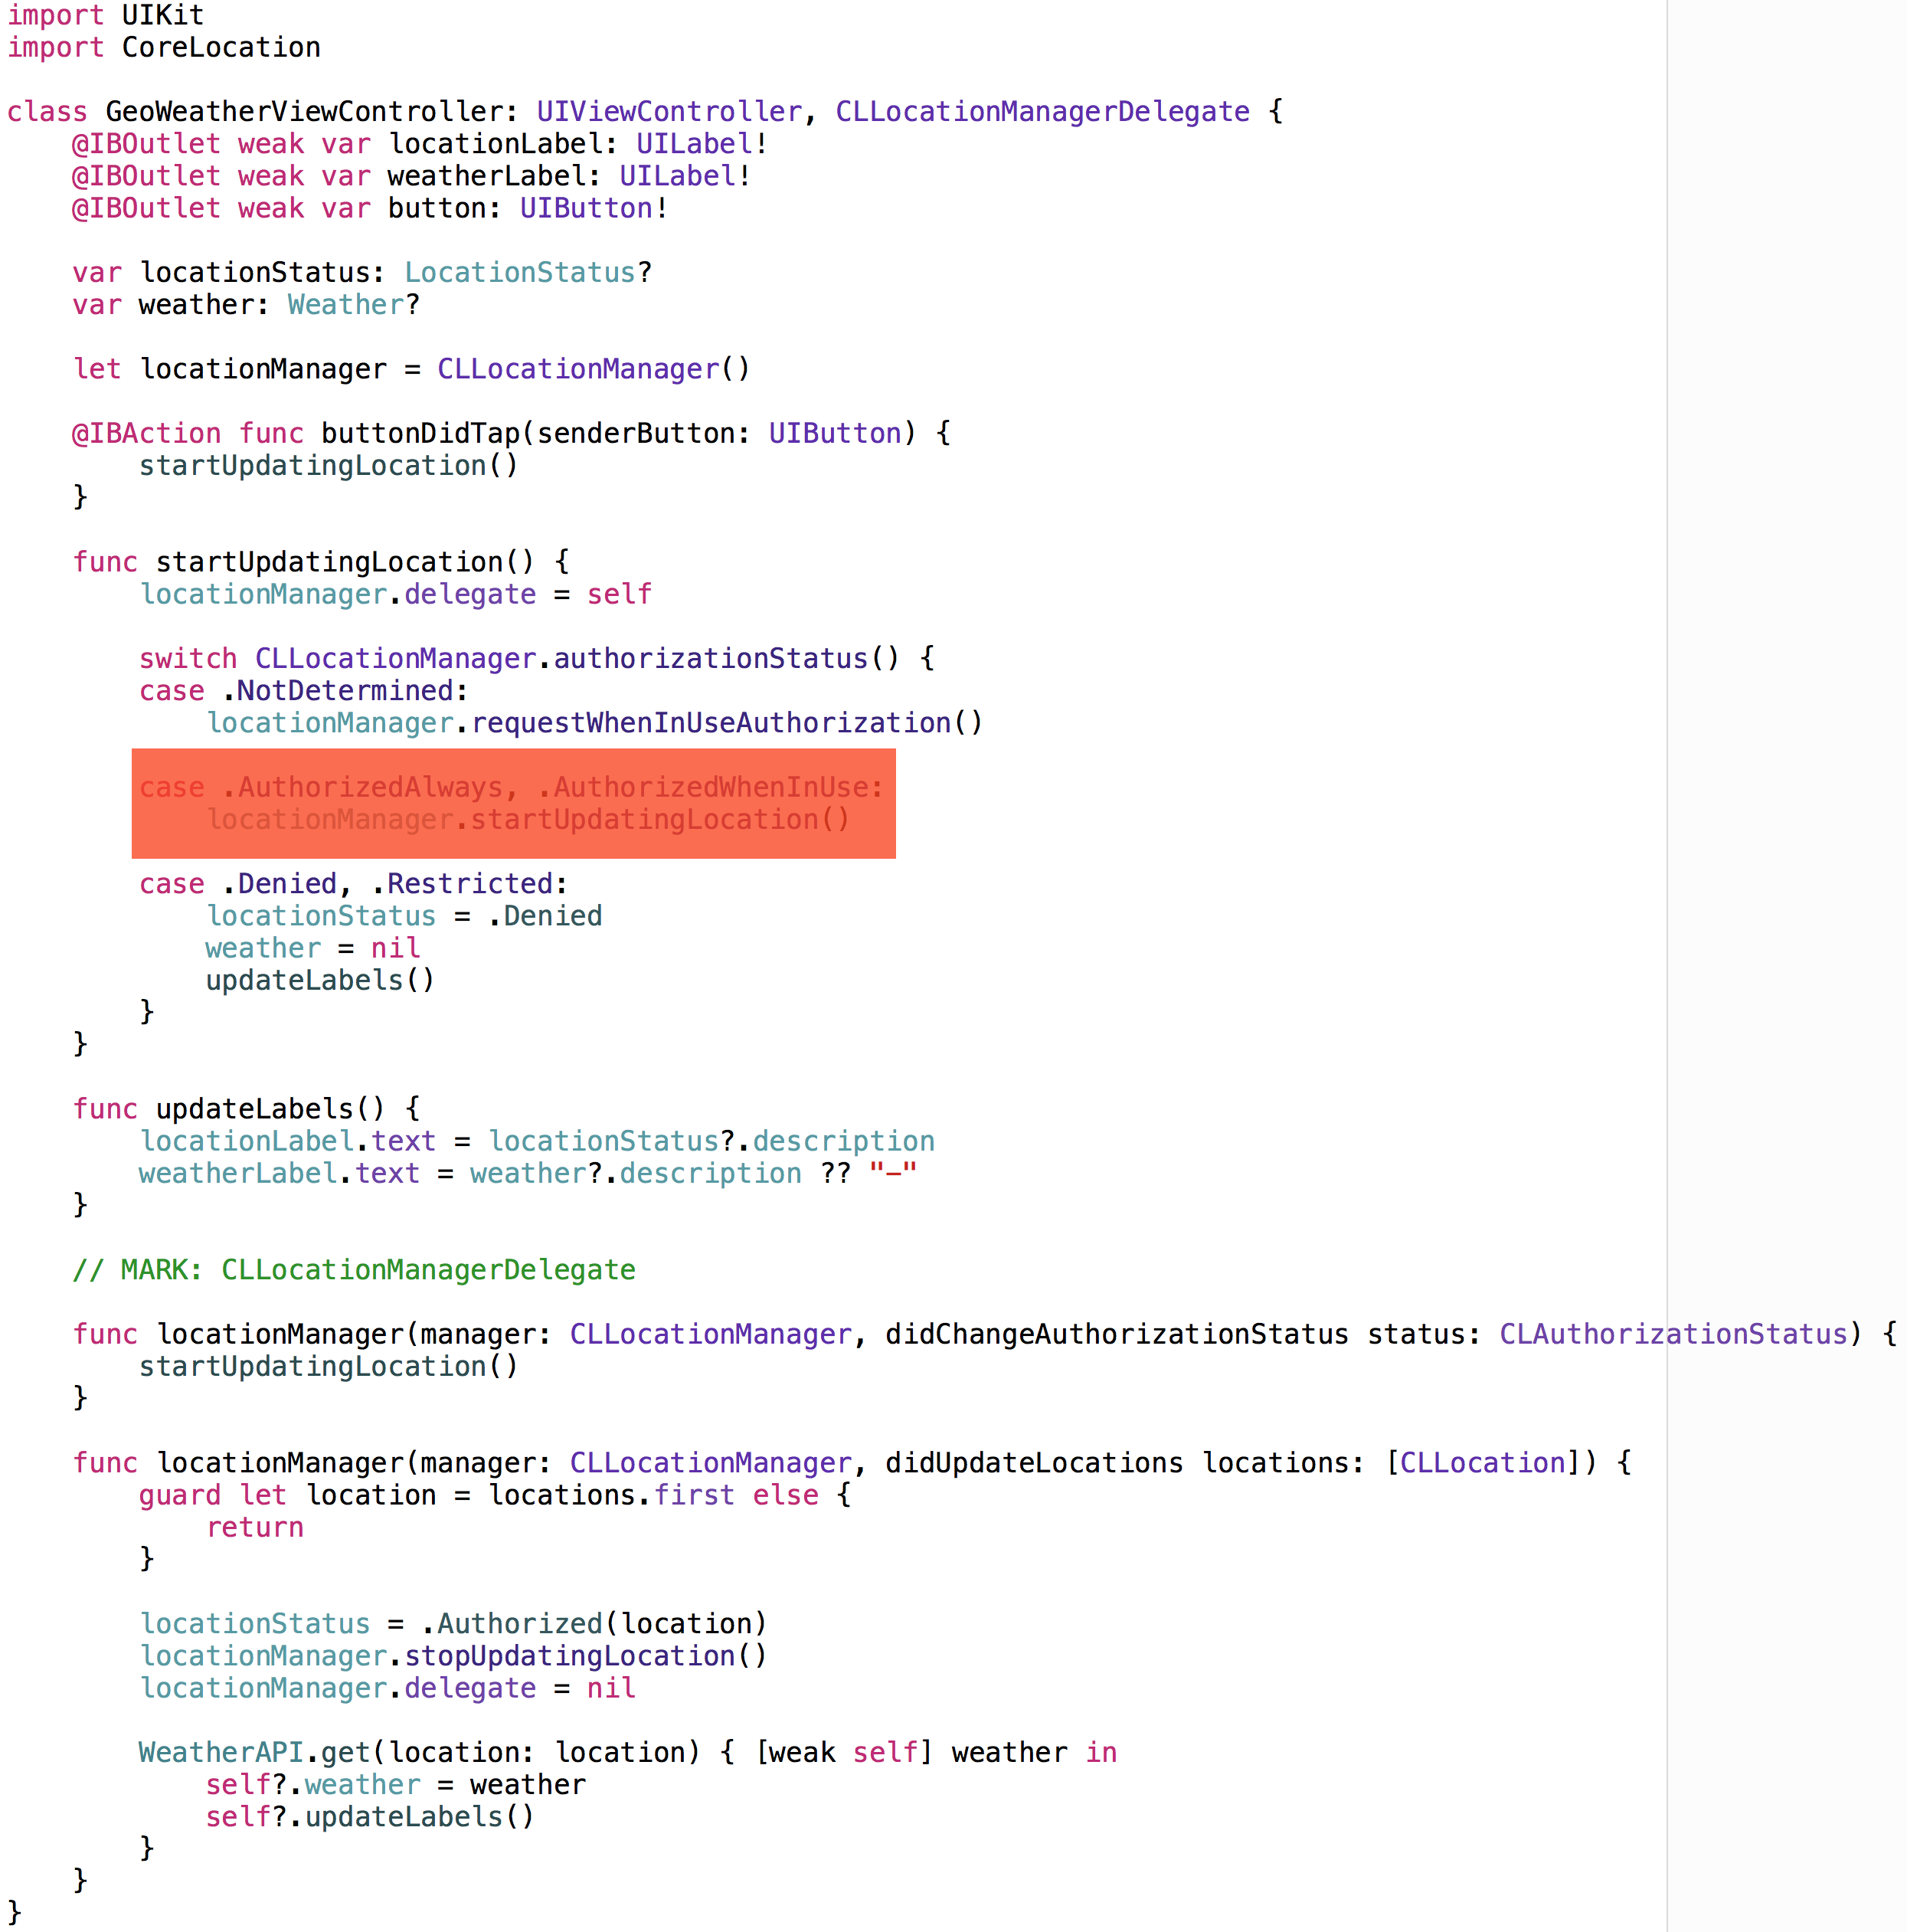 import UIKit
import CoreLocation
class GeoWeatherViewController: UIViewController, CLLocationManagerDelegate {
@IBOutlet weak var locationLabel: UILabel!
@IBOutlet weak var weatherLabel: UILabel!
@IBOutlet weak var button: UIButton!
var locationStatus: LocationStatus?
var weather: Weather?
let locationManager = CLLocationManager()
@IBAction func buttonDidTap(senderButton: UIButton) {
startUpdatingLocation()
}
func startUpdatingLocation() {
locationManager.delegate = self
switch CLLocationManager.authorizationStatus() {
case .NotDetermined:
locationManager.requestWhenInUseAuthorization()
case .AuthorizedAlways, .AuthorizedWhenInUse:
locationManager.startUpdatingLocation()
case .Denied, .Restricted:
locationStatus = .Denied
weather = nil
updateLabels()
}
}
func updateLabels() {
locationLabel.text = locationStatus?.description
weatherLabel.text = weather?.description ?? "—"
}
// MARK: CLLocationManagerDelegate
func locationManager(manager: CLLocationManager, didChangeAuthorizationStatus status: CLAuthorizationStatus) {
startUpdatingLocation()
}
func locationManager(manager: CLLocationManager, didUpdateLocations locations: [CLLocation]) {
guard let location = locations.first else {
return
}
locationStatus = .Authorized(location)
locationManager.stopUpdatingLocation()
locationManager.delegate = nil
WeatherAPI.get(location: location) { [weak self] weather in
self?.weather = weather
self?.updateLabels()
}
}
}